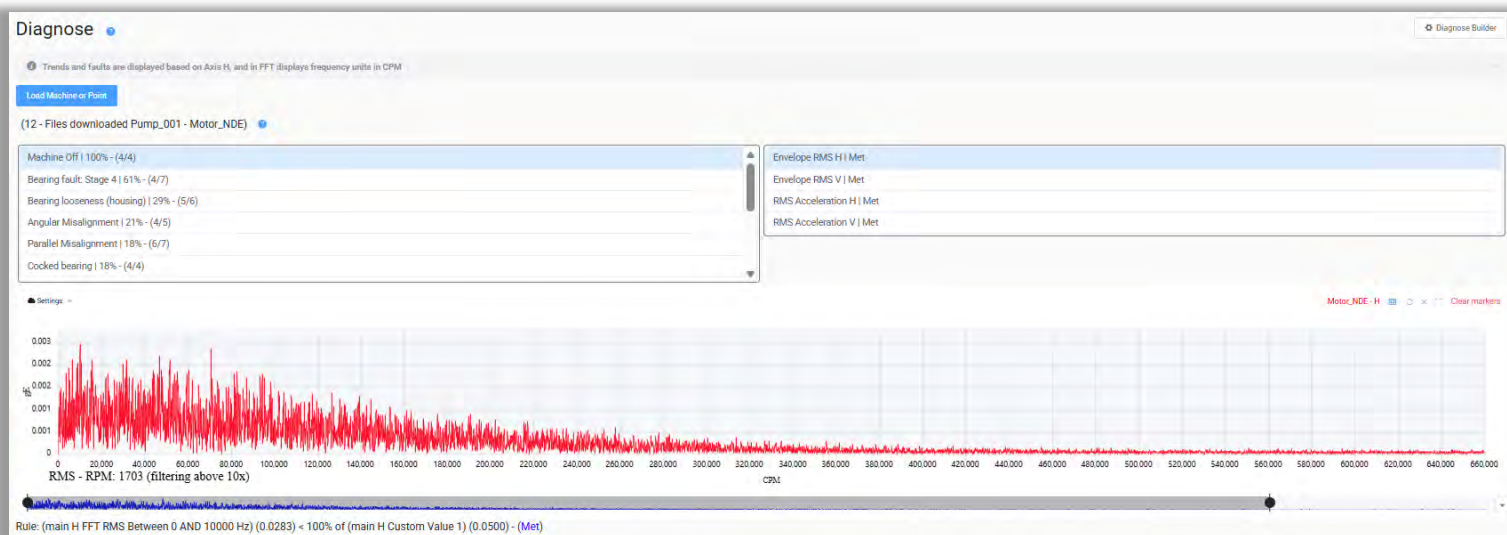 Diagnose
Diagnose Builder
Trends and faults are displayed based on Axis H, and in FFT displays frequency units in CPM
Load Machine or Point
(12 - Files downloaded Pump_001 - Motor_NDE)
Machine Off | 100% - (4/4)
Bearing fault: Stage 4 | 61% - (4/7)
Bearing looseness (housing) | 29% - (5/6)
Angular Misalignment | 21% - (4/5)
Parallel Misalignment | 18% - (6/7)
Cocked bearing | 18% - (4/4)
Envelope RMS H | Met
Envelope RMS V | Met
RMS Acceleration H | Met
RMS Acceleration V | Met
Settings
Motor_NDE - H
Clear markers
0.003
0.002
0.002
0.001
0.001
0
gE
0 20,000 40,000 60,000 80,000 100,000 120,000 140,000 160,000 180,000 200,000 220,000 240,000 260,000 280,000 300,000 320,000 340,000 360,000 380,000 400,000 420,000 440,000 460,000 480,000 500,000 520,000 540,000 560,000 580,000 600,000 620,000 640,000 660,000
RMS - RPM: 1703 (filtering above 10x)
CPM
Rule: (main H FFT RMS Between 0 AND 10000 Hz) (0.0283) < 100% of (main H Custom Value 1) (0.0500) - (Met)